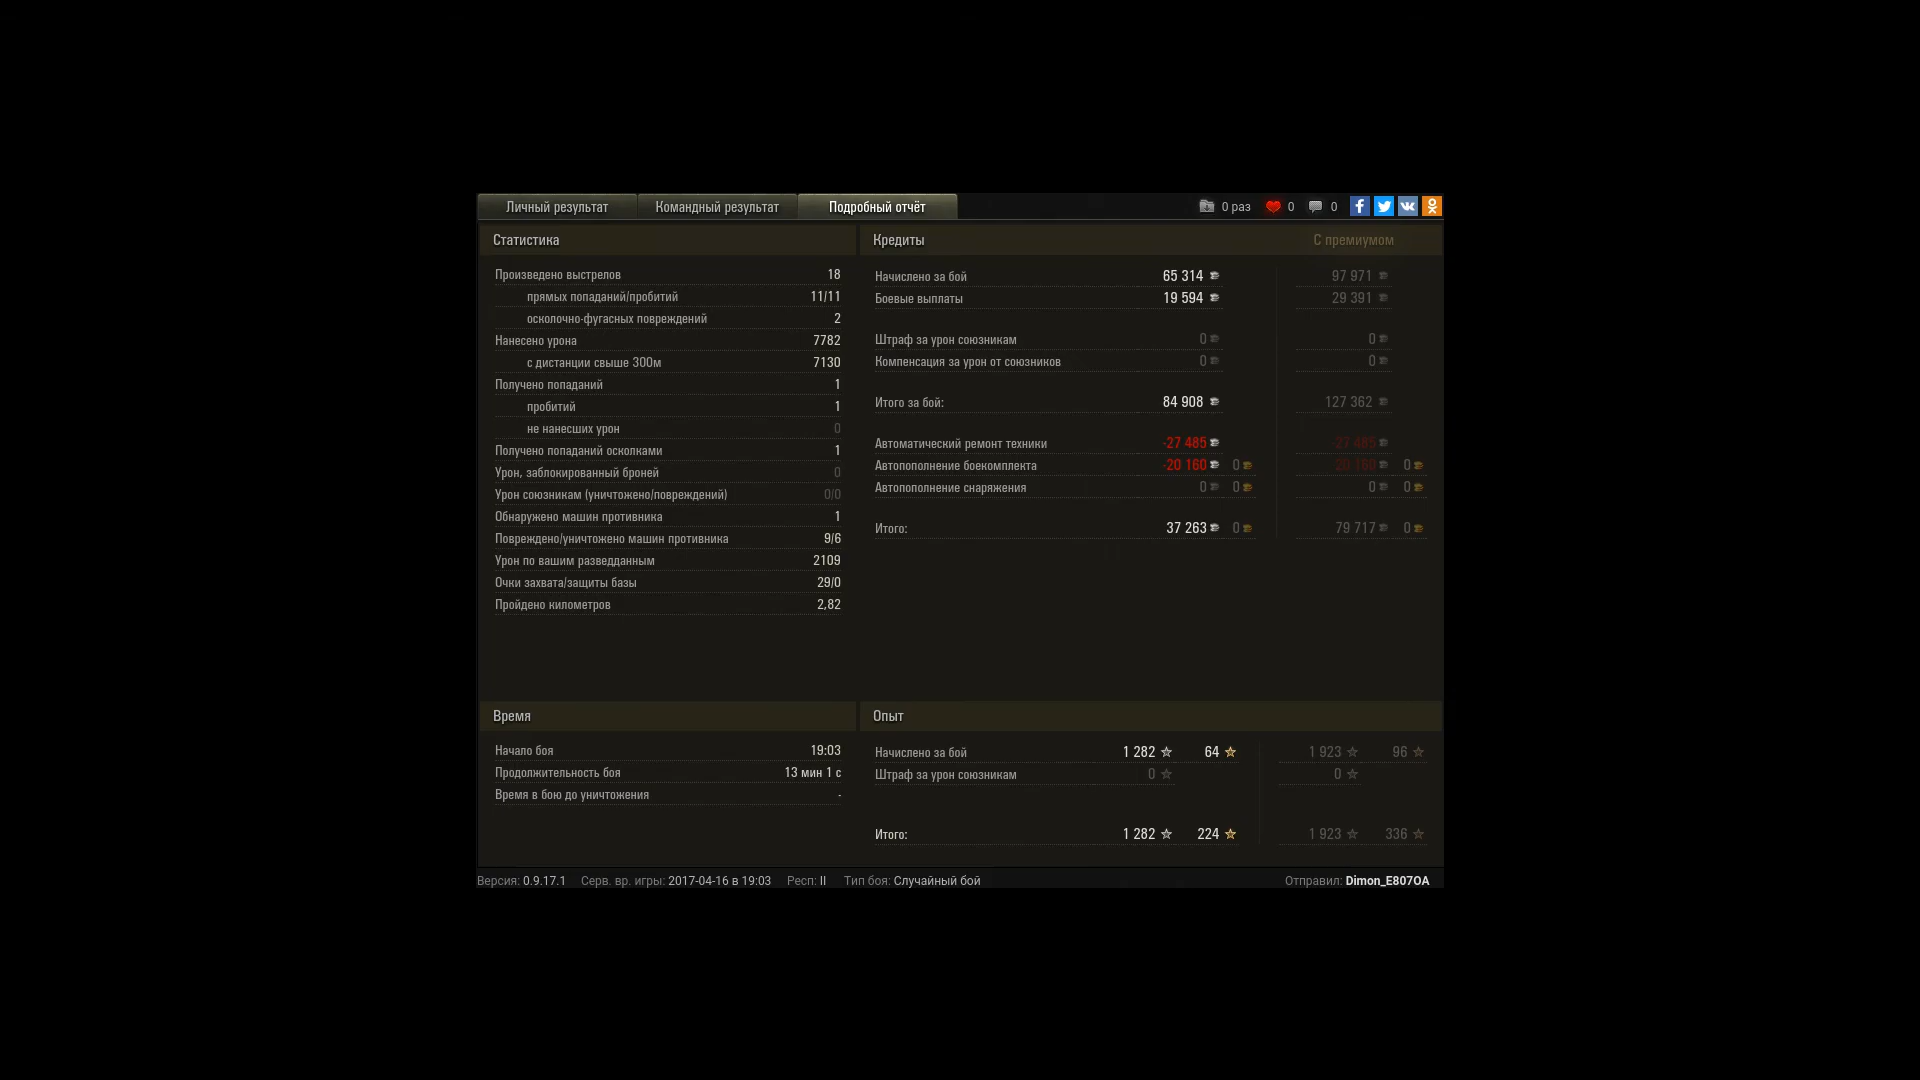 Личный результат Командный результат Подробный отчёт 0 раз 0 0
Статистика
Произведено выстрелов 18
прямых попаданий/пробитий 11/11
осколочно-фугасных повреждений 2
Нанесено урона 7782
с дистанции свыше 300м 7130
Получено попаданий 1
пробитий 1
не нанесших урон 0
Получено попаданий осколками 1
Урон, заблокированный броней 0
Урон союзникам (уничтожено/повреждений) 0/0
Обнаружено машин противника 1
Повреждено/уничтожено машин противника 9/6
Урон по вашим разведданным 2109
Очки захвата/защиты базы 29/0
Пройдено километров 2,82
Кредиты С премиумом
Начислено за бой 65 314 97 971
Боевые выплаты 19 594 29 391
Штраф за урон союзникам 0 0
Компенсация за урон от союзников 0 0
Итого за бой: 84 908 127 362
Автоматический ремонт техники -27 485 -27 485
Автопополнение боекомплекта -20 160 0 -20 160 0
Автопополнение снаряжения 0 0 0 0
Итого: 37 263 0 79 717 0
Время
Начало боя 19:03
Продолжительность боя 13 мин 1 с
Время в бою до уничтожения -
Опыт
Начислено за бой 1 282 64 1 923 96
Штраф за урон союзникам 0 0
Итого: 1 282 224 1 923 336
Версия: 0.9.17.1 Серв. вр. игры: 2017-04-16 в 19:03 Респ: II Тип боя: Случайный бой Отправил: Dimon_E807OA